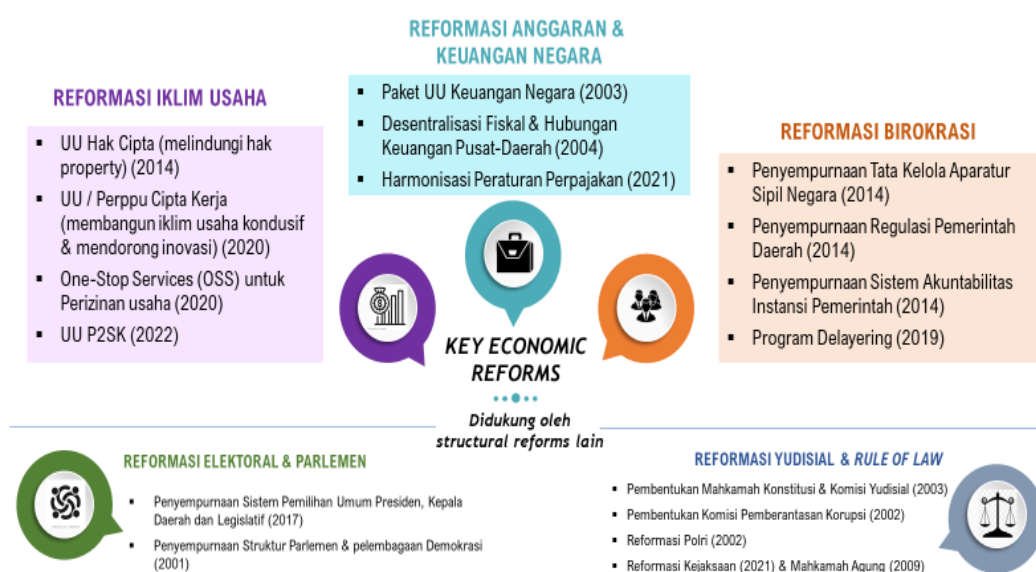 REFORMASI ANGGARAN &
KEUANGAN NEGARA
▪ Paket UU Keuangan Negara (2003)
▪ Desentralisasi Fiskal & Hubungan
Keuangan Pusat-Daerah (2004)
▪ Harmonisasi Peraturan Perpajakan (2021)
REFORMASI IKLIM USAHA
▪ UU Hak Cipta (melindungi hak
property) (2014)
▪ UU / Perppu Cipta Kerja
(membangun iklim usaha kondusif
& mendorong inovasi) (2020)
▪ One-Stop Services (OSS) untuk
Perizinan usaha (2020)
▪ UU P2SK (2022)
REFORMASI BIROKRASI
▪ Penyempurnaan Tata Kelola Aparatur
Sipil Negara (2014)
▪ Penyempurnaan Regulasi Pemerintah
Daerah (2014)
▪ Penyempurnaan Sistem Akuntabilitas
Instansi Pemerintah (2014)
▪ Program Delayering (2019)
KEY ECONOMIC
REFORMS
Didukung oleh
structural reforms lain
REFORMASI ELEKTORAL & PARLEMEN
▪ Penyempurnaan Sistem Pemilihan Umum Presiden, Kepala
Daerah dan Legislatif (2017)
▪ Penyempurnaan Struktur Parlemen & pelembagaan Demokrasi
(2001)
REFORMASI YUDISIAL & RULE OF LAW
▪ Pembentukan Mahkamah Konstitusi & Komisi Yudisial (2003)
▪ Pembentukan Komisi Pemberantasan Korupsi (2002)
▪ Reformasi Polri (2002)
▪ Reformasi Kejaksaan (2021) & Mahkamah Agung (2009)